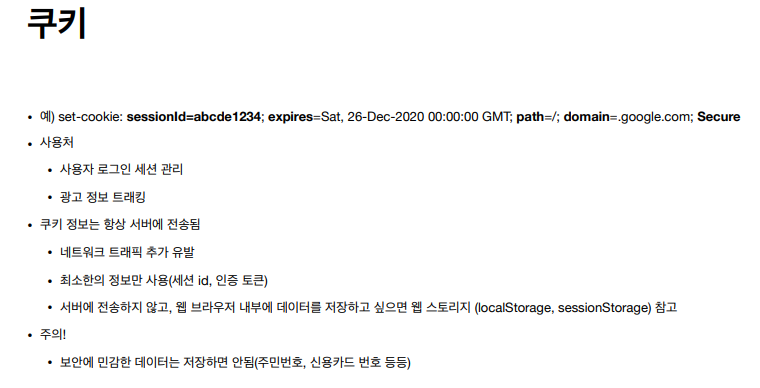 쿠키
• 예) set-cookie: sessionId=abcde1234; expires=Sat, 26-Dec-2020 00:00:00 GMT; path=/; domain=.google.com; Secure
• 사용처
• 사용자 로그인 세션 관리
• 광고 정보 트래킹
• 쿠키 정보는 항상 서버에 전송됨
• 네트워크 트래픽 추가 유발
• 최소한의 정보만 사용(세션 id, 인증 토큰)
• 서버에 전송하지 않고, 웹 브라우저 내부에 데이터를 저장하고 싶으면 웹 스토리지 (localStorage, sessionStorage) 참고
• 주의!
• 보안에 민감한 데이터는 저장하면 안됨(주민번호, 신용카드 번호 등등)